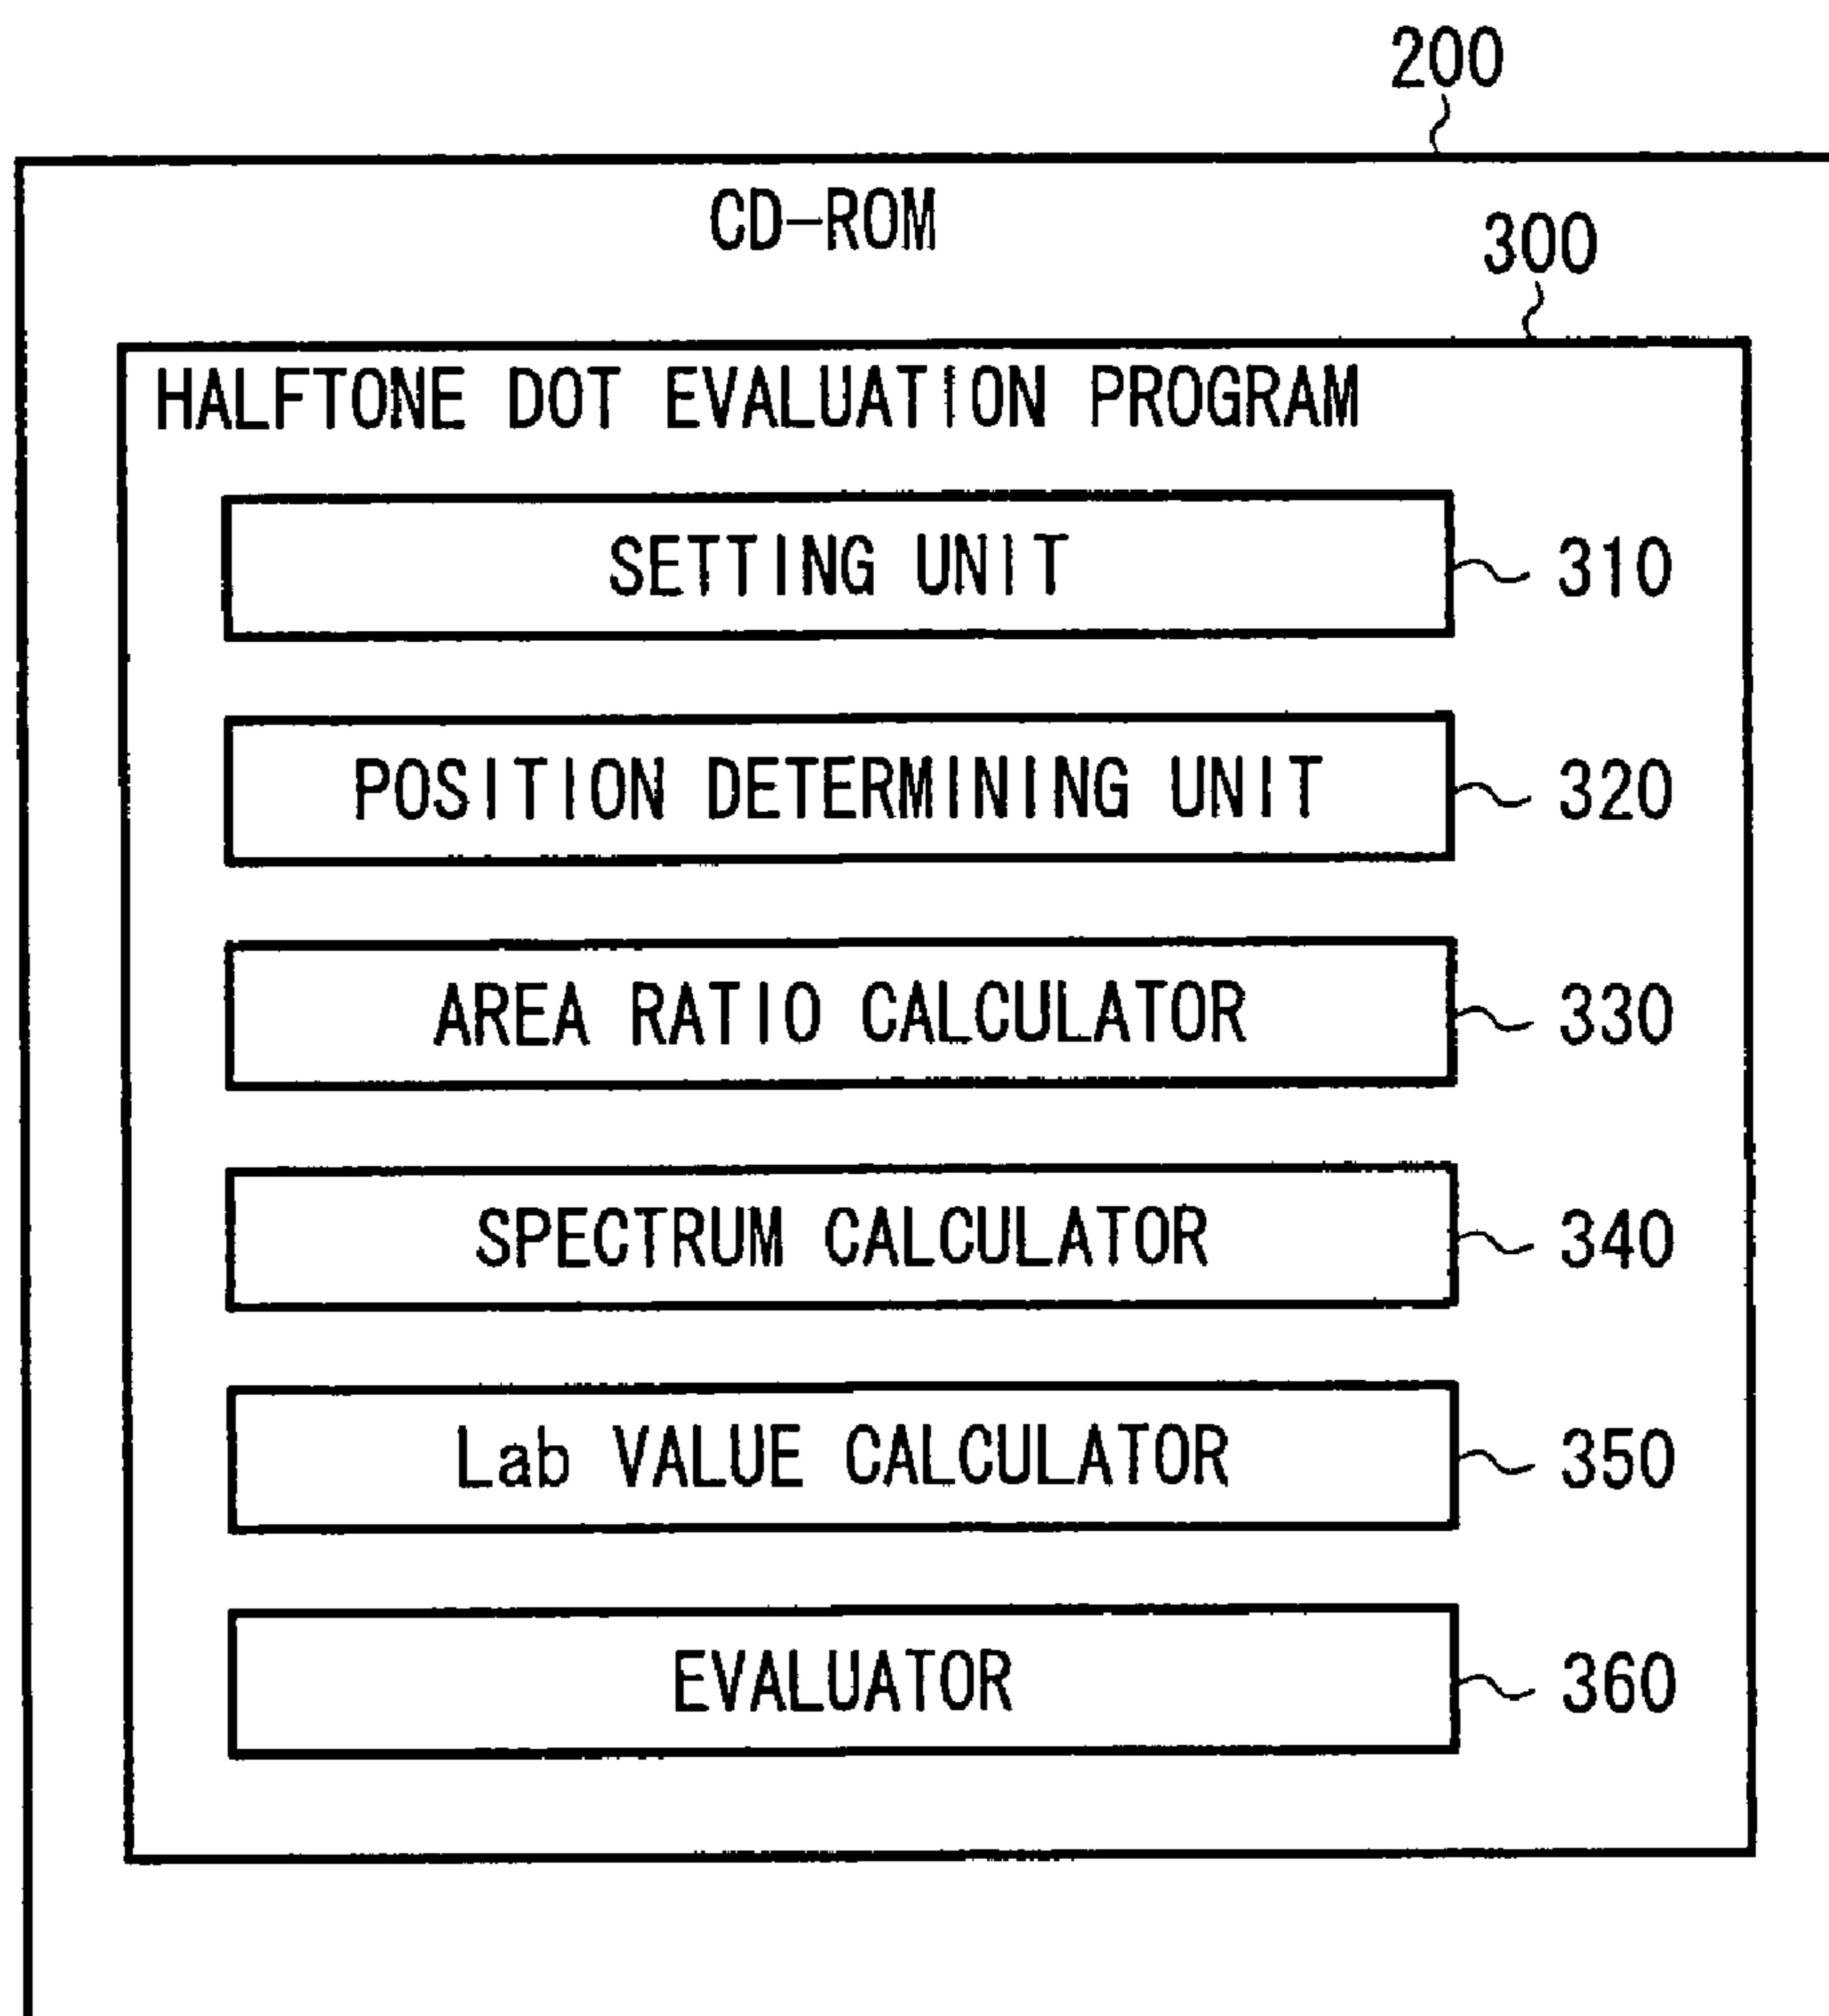 200
CD-ROM
300
HALFTONE DOT EVALUATION PROGRAM
SETTING UNIT 310
POSITION DETERMINING UNIT 320
AREA RATIO CALCULATOR 330
SPECTRUM CALCULATOR 340
Lab VALUE CALCULATOR 350
EVALUATOR 360